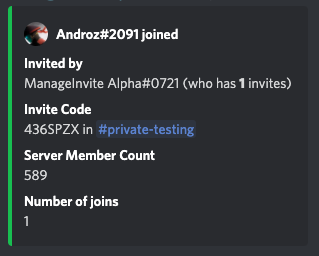 Androz#2091 joined
Invited by
ManageInvite Alpha#0721 (who has 1 invites)
Invite Code
436SPZX in #private-testing
Server Member Count
589
Number of joins
1